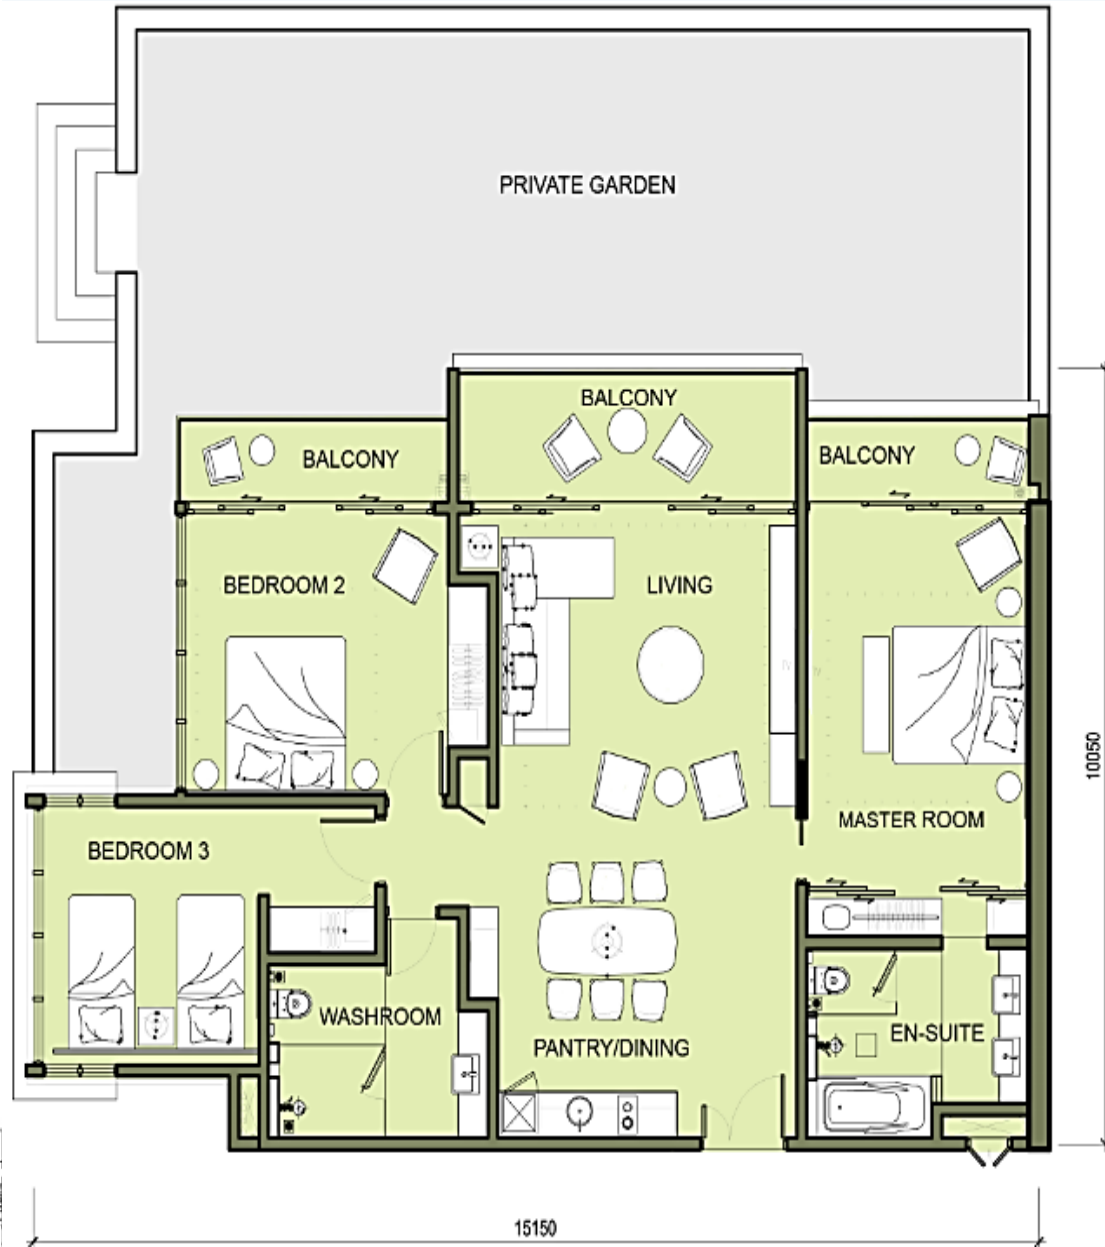 PRIVATE GARDEN
BALCONY
BALCONY
BALCONY
BEDROOM 2
LIVING
10050
MASTER ROOM
BEDROOM 3
WASHROOM
EN-SUITE
PANTRY/DINING
15150